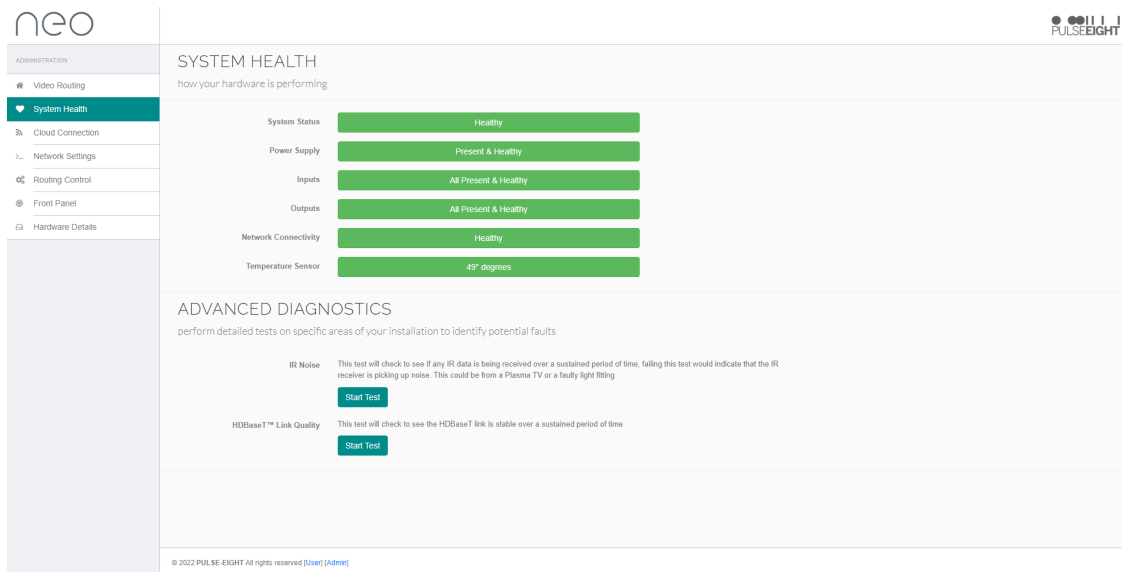 neo
PULSEEIGHT
ADMINISTRATION
Video Routing
System Health
Cloud Connection
Network Settings
Routing Control
Front Panel
Hardware Details
SYSTEM HEALTH
how your hardware is performing
System Status Healthy
Power Supply Present & Healthy
Inputs All Present & Healthy
Outputs All Present & Healthy
Network Connectivity Healthy
Temperature Sensor 49° degrees
ADVANCED DIAGNOSTICS
perform detailed tests on specific areas of your installation to identify potential faults
IR Noise This test will check to see if any IR data is being received over a sustained period of time, failing this test would indicate that the IR
receiver is picking up noise. This could be from a Plasma TV or a faulty light fitting
Start Test
HDBaseT™ Link Quality This test will check to see the HDBaseT link is stable over a sustained period of time.
Start Test
© 2022 PULSE-EIGHT All rights reserved [User] [Admin]